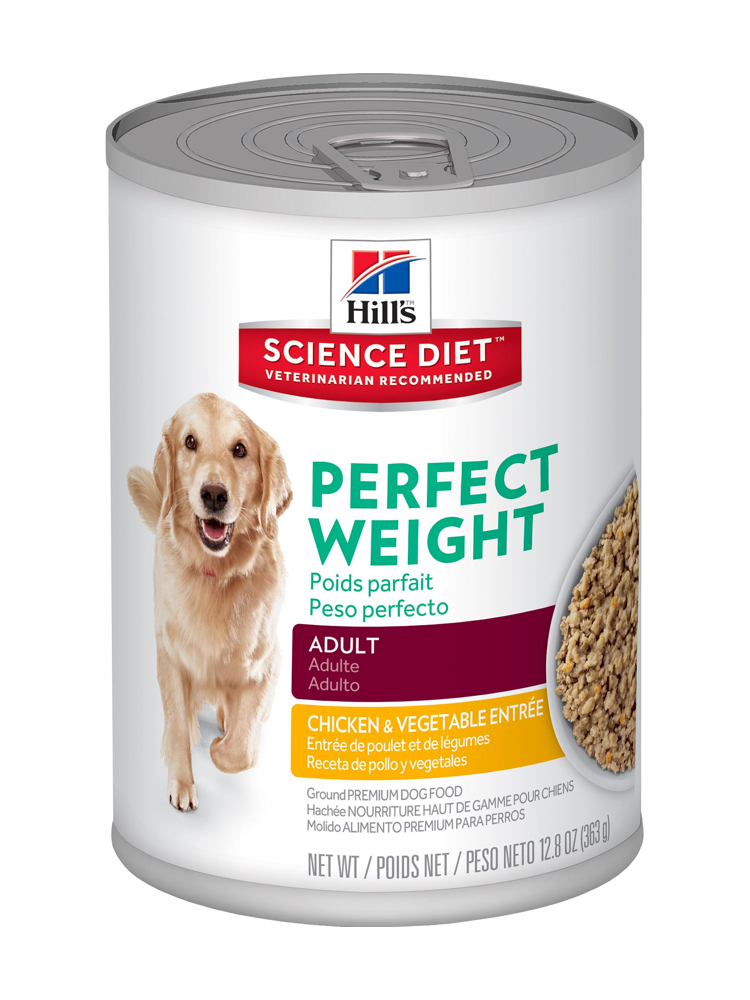 Hill's™
SCIENCE DIET™
VETERINARIAN RECOMMENDED
PERFECT
WEIGHT
Poids parfait
Peso perfecto
ADULT
Adulte
Adulto
CHICKEN & VEGETABLE ENTRÉE
Entrée de poulet et de légumes
Receta de pollo y vegetales
Ground PREMIUM DOG FOOD
Hachée NOURRITURE HAUT DE GAMME POUR CHIENS
Molido ALIMENTO PREMIUM PARA PERROS
NET WT / POIDS NET / PESO NETO 12.8 OZ (363 g)